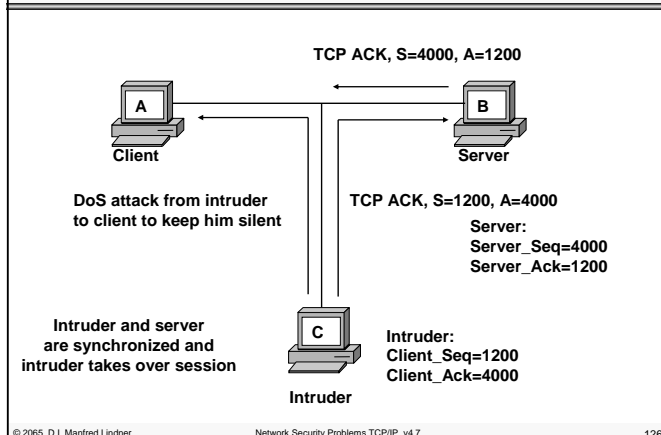 TCP ACK, S=4000, A=1200
A
B
Client
Server
DoS attack from intruder
to client to keep him silent
TCP ACK, S=1200, A=4000
Server:
Server_Seq=4000
Server_Ack=1200
Intruder and server
are synchronized and
intruder takes over session
C
Intruder:
Client_Seq=1200
Client_Ack=4000
Intruder
© 2065, D.I. Manfred Lindner
Network Security Problems TCP/IP, v4.7
126